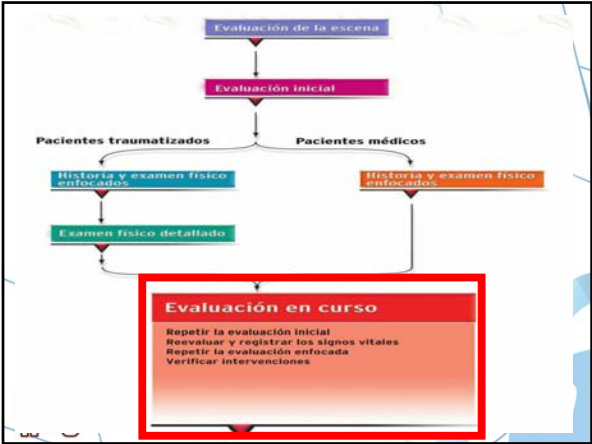 Evaluación de la escena
Evaluación inicial
Pacientes traumatizados
Pacientes médicos
Historia y examen físico
enfocados
Historia y examen físico
enfocados
Examen físico detallado
Evaluación en curso
Repetir la evaluación inicial
Reevaluar y registrar los signos vitales
Repetir la evaluación enfocada
Verificar intervenciones